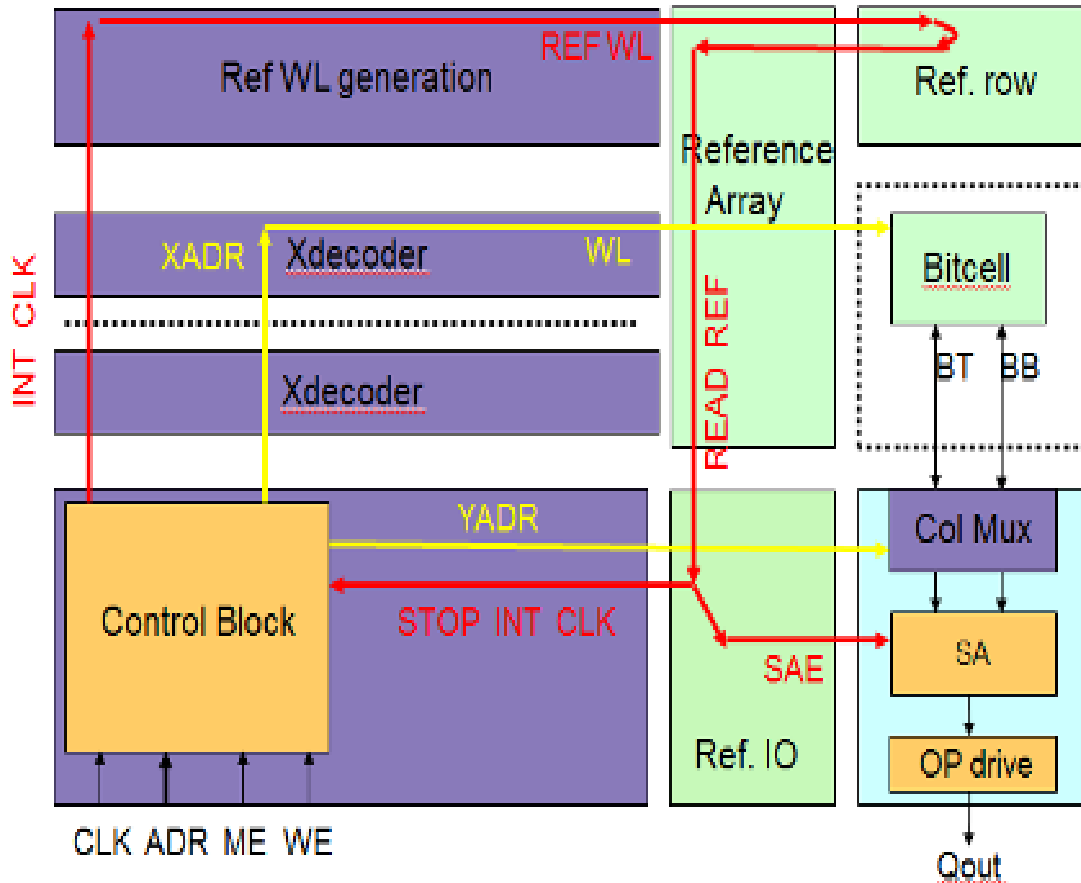 REF WL
Ref WL generation
Ref. row
Reference
Array
XADR
Xdecoder
WL
Bitcell
INT CLK
BT
BB
Xdecoder
READ REF
YADR
Col Mux
Control Block
STOP INT CLK
SAE
SA
Ref. IO
OP drive
CLK ADR ME WE
Qout